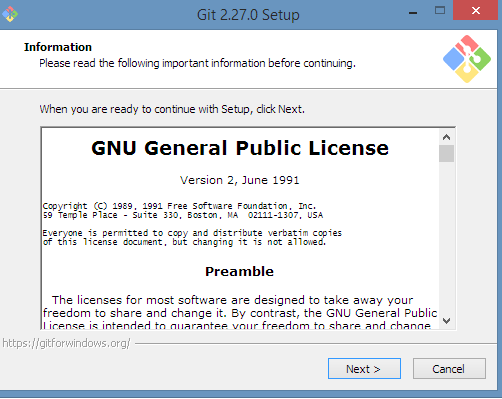 Git 2.27.0 Setup
Information
Please read the following important information before continuing.
When you are ready to continue with Setup, click Next.
GNU General Public License
Version 2, June 1991
Copyright (C) 1989, 1991 Free Software Foundation, Inc.
59 Temple Place - Suite 330, Boston, MA  02111-1307, USA
Everyone is permitted to copy and distribute verbatim copies
of this license document, but changing it is not allowed.
Preamble
The licenses for most software are designed to take away your
freedom to share and change it. By contrast, the GNU General Public
License is intended to guarantee your freedom to share and change
https://gitforwindows.org/
Next >
Cancel